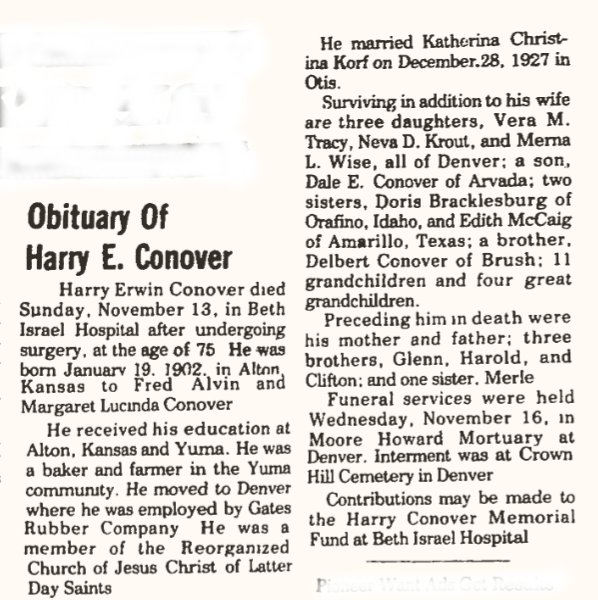 Obituary Of
Harry E. Conover
Harry Erwin Conover died
Sunday, November 13, in Beth
Israel Hospital after undergoing
surgery, at the age of 75 He was
born January 19, 1902, in Alton,
Kansas to Fred Alvin and
Margaret Lucinda Conover
He received his education at
Alton, Kansas and Yuma. He was
a baker and farmer in the Yuma
community. He moved to Denver
where he was employed by Gates
Rubber Company He was a
member of the Reorganized
Church of Jesus Christ of Latter
Day Saints
He married Katherina Christ-
ina Korf on December.28, 1927 in
Otis.
Surviving in addition to his wife
are three daughters, Vera M.
Tracy, Neva D. Krout, and Merna
L. Wise, all of Denver; a son,
Dale E. Conover of Arvada; two
sisters, Doris Bracklesburg of
Orafino, Idaho, and Edith McCaig
of Amarillo, Texas; a brother,
Delbert Conover of Brush; 11
grandchildren and four great
grandchildren.
Preceding him in death were
his mother and father; three
brothers, Glenn, Harold, and
Clifton; and one sister. Merle
Funeral services were held
Wednesday, November 16, in
Moore Howard Mortuary at
Denver. Interment was at Crown
Hill Cemetery in Denver
Contributions may be made to
the Harry Conover Memorial
Fund at Beth Israel Hospital
Pioneer Want Ads Get Results